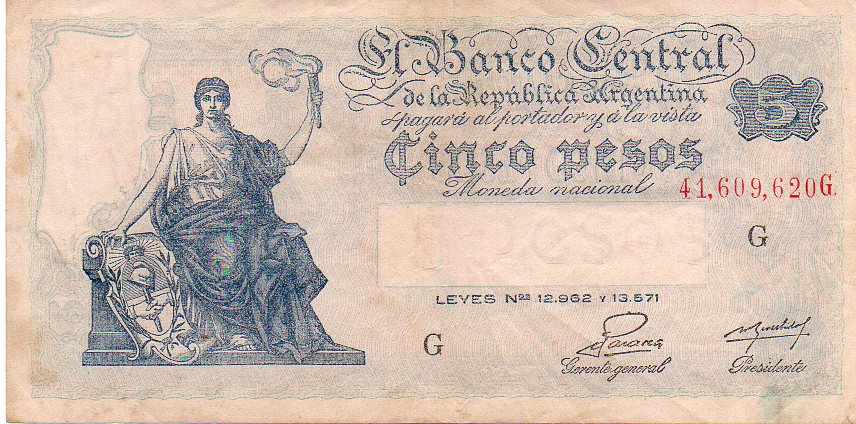 El Banco Central
de la República Argentina
pagará al portador y á la vista
5
Cinco pesos
Moneda nacional
41,609,620G.
G
LEYES Nos 12.962 Y 13.571
G
Gerente general
Presidente